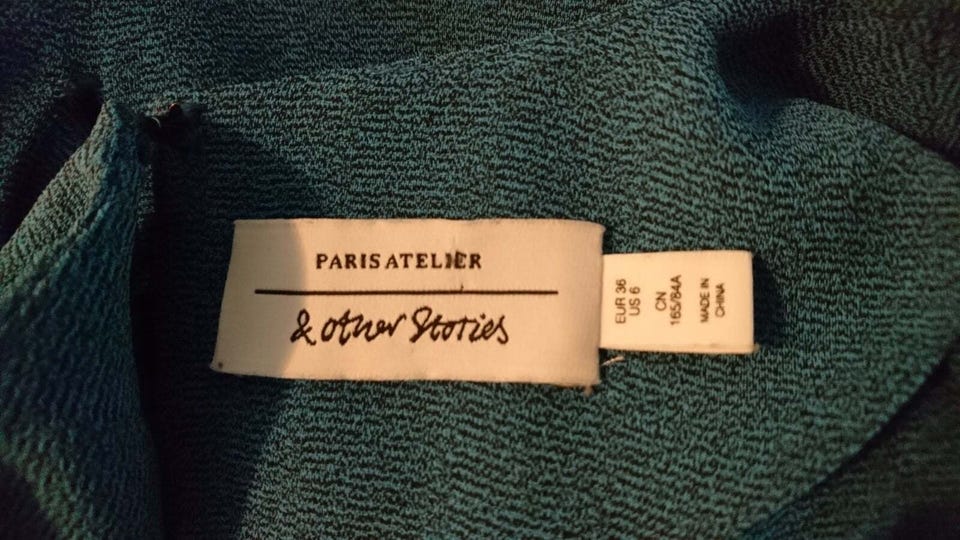 PARIS ATELIER
& other Stories
EUR 36
US 6
CN
165/84A
MADE IN
CHINA